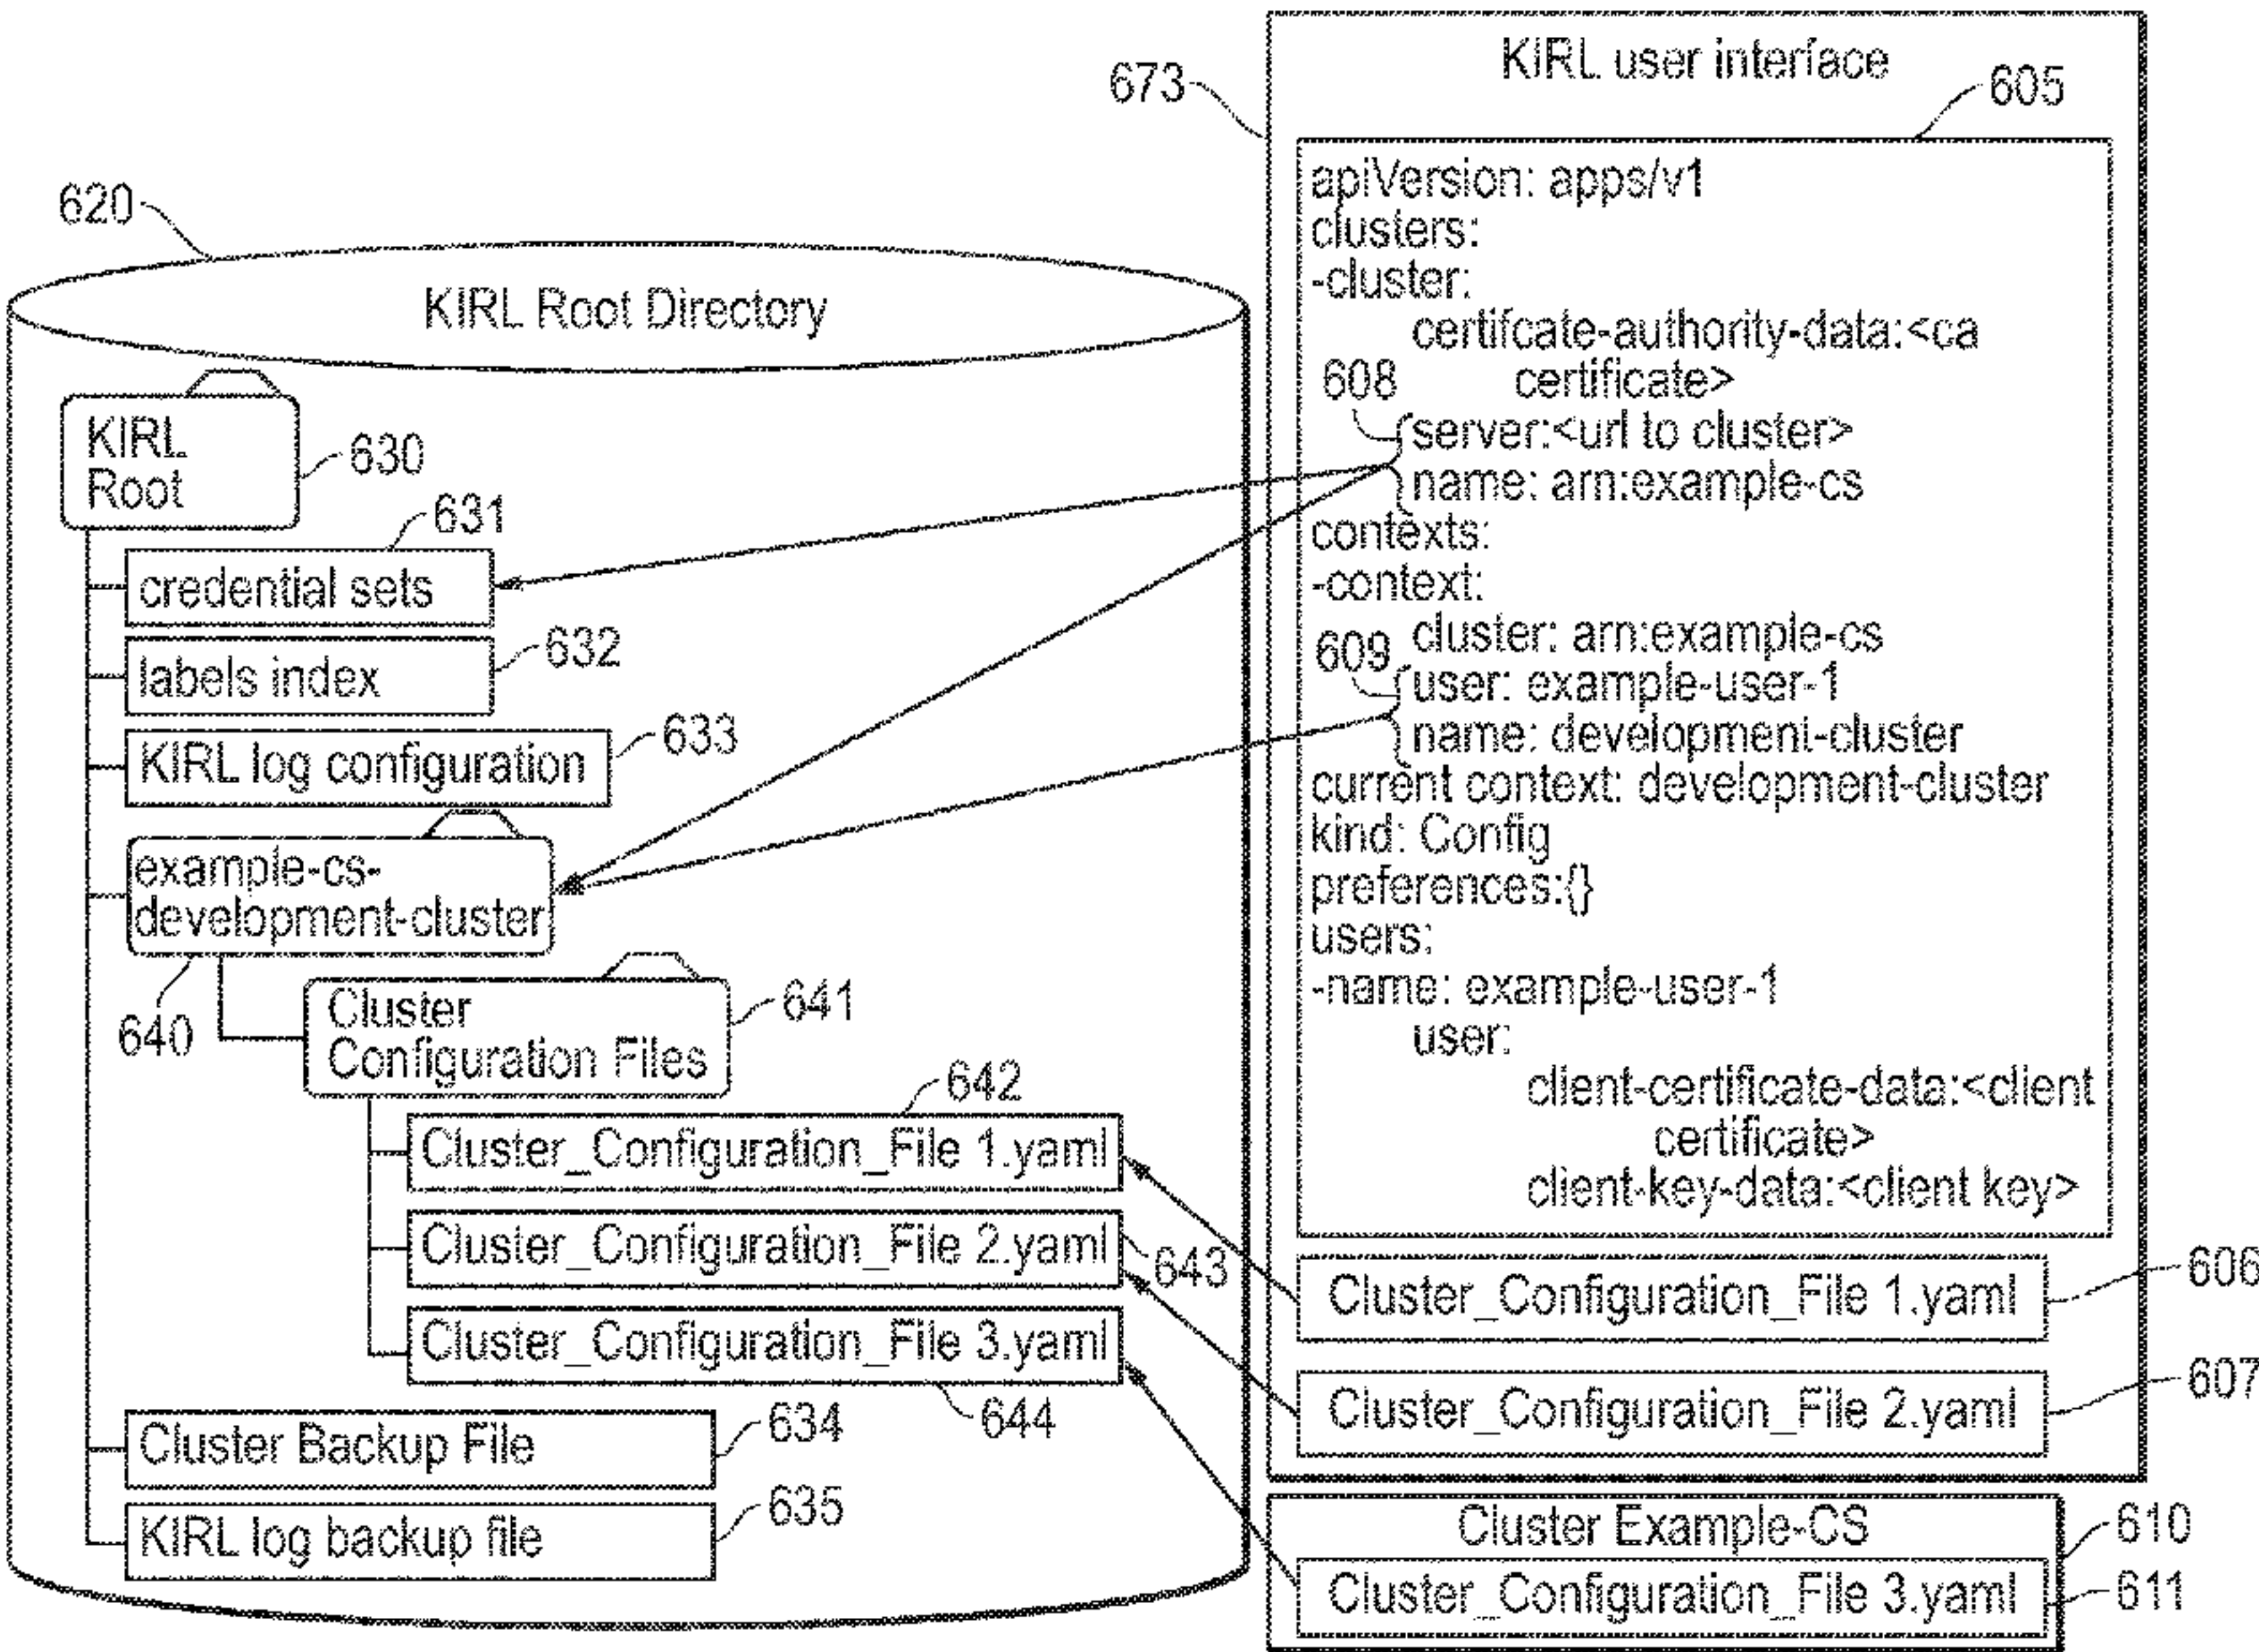 620
KIRL Root Directory
KIRL
Root
630
631
credential sets
632
labels index
633
KIRL log configuration
example-cs-
development-cluster
640
Cluster
Configuration Files
641
642
Cluster_Configuration_File 1.yaml
Cluster_Configuration_File 2.yaml
643
Cluster_Configuration_File 3.yaml
644
Cluster Backup File
634
KIRL log backup file
635
673
KIRL user interface
605
apiVersion: apps/v1
clusters:
-cluster:
certifcate-authority-data:<ca
certificate>
608
server:<url to cluster>
name: arn:example-cs
contexts:
-context:
cluster: arn:example-cs
609
user: example-user-1
name: development-cluster
current context: development-cluster
kind: Config
preferences:{}
users:
-name: example-user-1
user:
client-certificate-data:<client
certificate>
client-key-data:<client key>
Cluster_Configuration_File 1.yaml
606
Cluster_Configuration_File 2.yaml
607
Cluster Example-CS
610
Cluster_Configuration_File 3.yaml
611